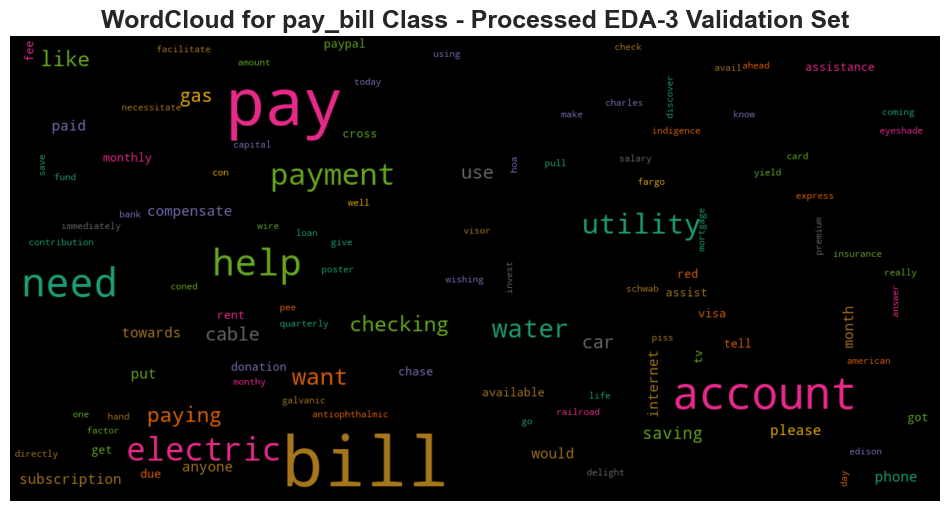 WordCloud for pay_bill Class - Processed EDA-3 Validation Set
fee
like
facilitate
amount
paypal
using
check
avail
ahead
assistance
gas
necessitate
pay
today
charles
discover
make
know
coming
paid
capital
cross
indigence
eyeshade
save
monthly
fund
con
payment
use
hoa
pull
salary
fargo
card
yield
express
bank
compensate
well
immediately
contribution
wire
loan
give
visor
utility
mortgage
premium
insurance
need
help
poster
coned
wishing
invest
red
schwab
assist
really
answer
pee
rent
quarterly
towards
cable
checking
water
car
visa
piss
tell
month
tv
american
put
donation
monthy
want
chase
galvanic
available
life
internet
account
one
hand
factor
paying
antiophthalmic
go
railroad
saving
please
got
directly
get
electric
bill
would
edison
subscription
due
anyone
delight
day
phone